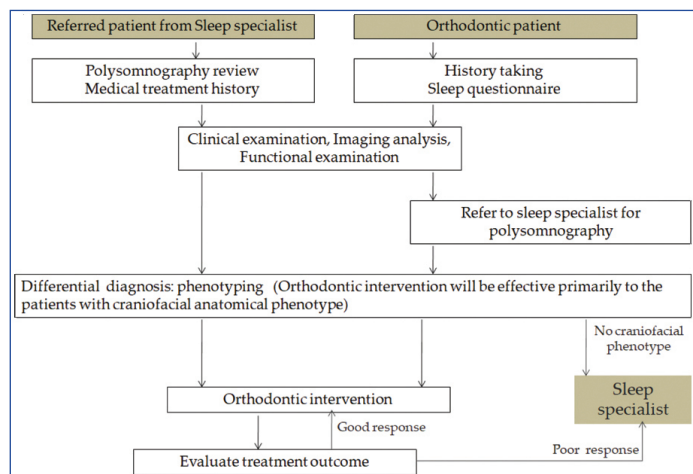 Referred patient from Sleep specialist
Orthodontic patient
Polysomnography review
Medical treatment history
History taking
Sleep questionnaire
Clinical examination, Imaging analysis,
Functional examination
Refer to sleep specialist for
polysomnography
Differential diagnosis: phenotyping (Orthodontic intervention will be effective primarily to the
patients with craniofacial anatomical phenotype)
No craniofacial
phenotype
Orthodontic intervention
Sleep
specialist
Good response
Poor response
Evaluate treatment outcome